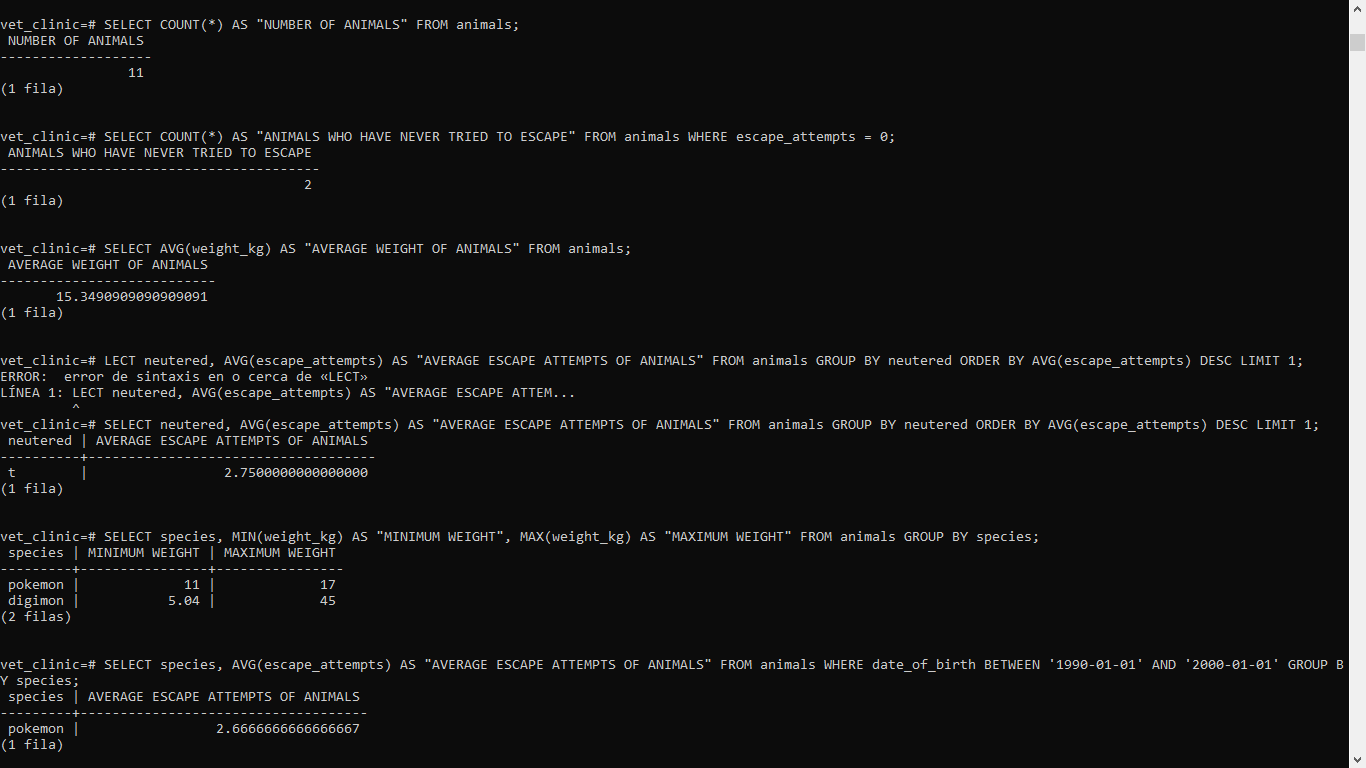 vet_clinic=# SELECT COUNT(*) AS "NUMBER OF ANIMALS" FROM animals;
 NUMBER OF ANIMALS
-------------------
                11
(1 fila)
vet_clinic=# SELECT COUNT(*) AS "ANIMALS WHO HAVE NEVER TRIED TO ESCAPE" FROM animals WHERE escape_attempts = 0;
 ANIMALS WHO HAVE NEVER TRIED TO ESCAPE
----------------------------------------
                                      2
(1 fila)
vet_clinic=# SELECT AVG(weight_kg) AS "AVERAGE WEIGHT OF ANIMALS" FROM animals;
 AVERAGE WEIGHT OF ANIMALS
---------------------------
       15.3490909090909091
(1 fila)
vet_clinic=# LECT neutered, AVG(escape_attempts) AS "AVERAGE ESCAPE ATTEMPTS OF ANIMALS" FROM animals GROUP BY neutered ORDER BY AVG(escape_attempts) DESC LIMIT 1;
ERROR:  error de sintaxis en o cerca de «LECT»
LÍNEA 1: LECT neutered, AVG(escape_attempts) AS "AVERAGE ESCAPE ATTEM...
         ^
vet_clinic=# SELECT neutered, AVG(escape_attempts) AS "AVERAGE ESCAPE ATTEMPTS OF ANIMALS" FROM animals GROUP BY neutered ORDER BY AVG(escape_attempts) DESC LIMIT 1;
 neutered | AVERAGE ESCAPE ATTEMPTS OF ANIMALS
----------+------------------------------------
 t        |                 2.7500000000000000
(1 fila)
vet_clinic=# SELECT species, MIN(weight_kg) AS "MINIMUM WEIGHT", MAX(weight_kg) AS "MAXIMUM WEIGHT" FROM animals GROUP BY species;
 species | MINIMUM WEIGHT | MAXIMUM WEIGHT
---------+----------------+----------------
 pokemon |             11 |             17
 digimon |           5.04 |             45
(2 filas)
vet_clinic=# SELECT species, AVG(escape_attempts) AS "AVERAGE ESCAPE ATTEMPTS OF ANIMALS" FROM animals WHERE date_of_birth BETWEEN '1990-01-01' AND '2000-01-01' GROUP B
Y species;
 species | AVERAGE ESCAPE ATTEMPTS OF ANIMALS
---------+------------------------------------
 pokemon |                 2.6666666666666667
(1 fila)